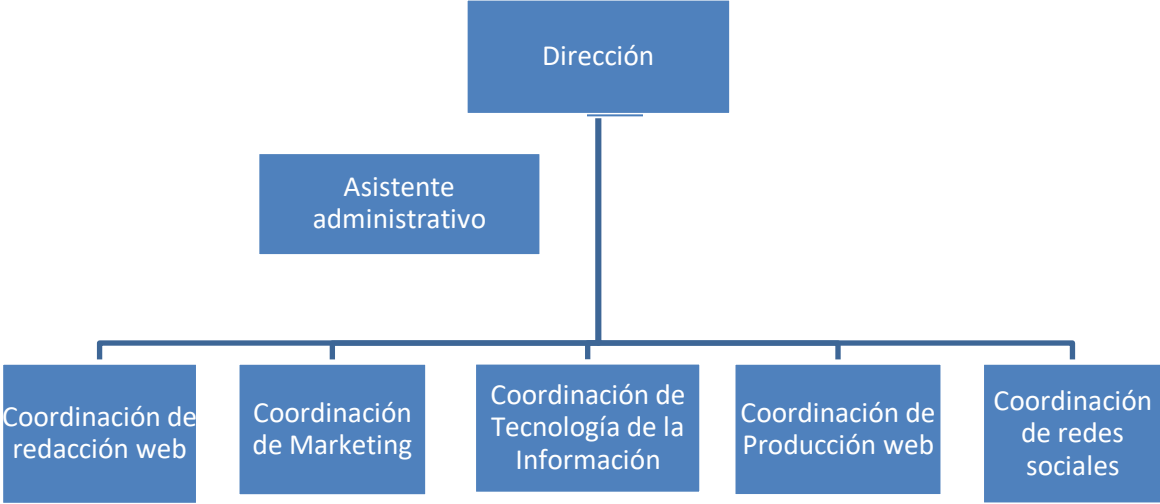 Dirección
Asistente
administrativo
Coordinación de
redacción web
Coordinación
de Marketing
Coordinación de
Tecnología de la
Información
Coordinación de
Producción web
Coordinación
de redes
sociales